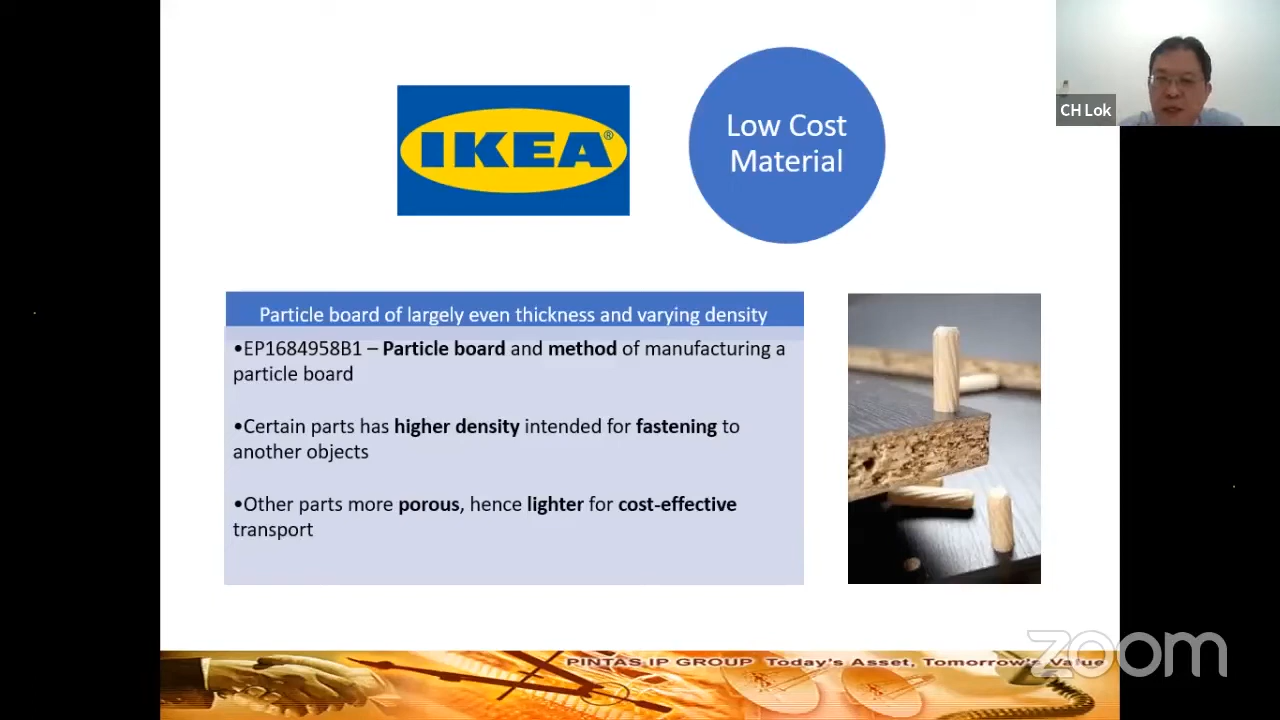 IKEA®
Low Cost
Material
CH Lok
Particle board of largely even thickness and varying density
•EP1684958B1 – Particle board and method of manufacturing a
particle board
•Certain parts has higher density intended for fastening to
another objects
•Other parts more porous, hence lighter for cost-effective
transport
PINTAS IP GROUP Today's Asset, Tomorrow's Value
zoom